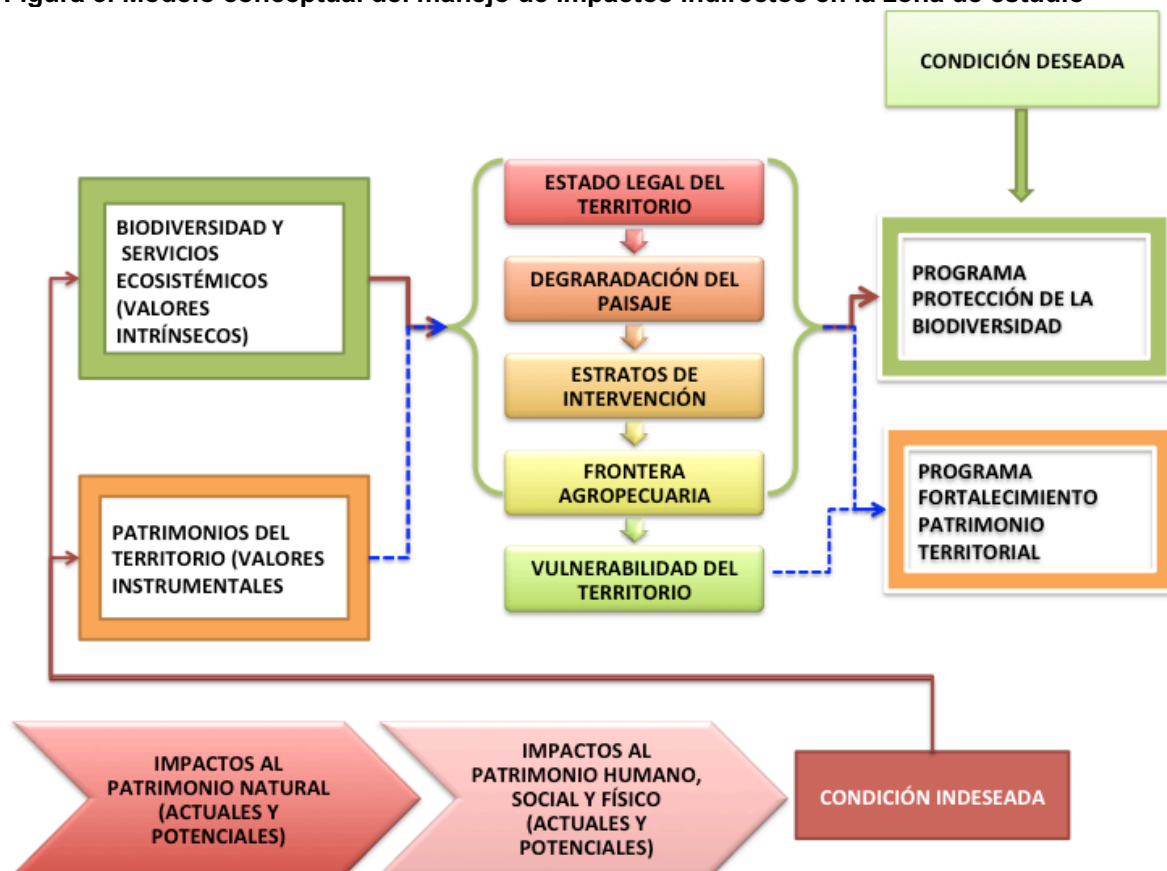 Figura 6. Modelo conceptual del manejo de impactos indirectos en la zona de estudio
CONDICIÓN DESEADA
BIODIVERSIDAD Y
SERVICIOS
ECOSISTÉMICOS
(VALORES
INTRÍNSECOS)
PATRIMONIOS DEL
TERRITORIO (VALORES
INSTRUMENTALES
ESTADO LEGAL DEL
TERRITORIO
DEGRARADACIÓN DEL
PAISAJE
ESTRATOS DE
INTERVENCIÓN
FRONTERA
AGROPECUARIA
VULNERABILIDAD DEL
TERRITORIO
PROGRAMA
PROTECCIÓN DE LA
BIODIVERSIDAD
PROGRAMA
FORTALECIMIENTO
PATRIMONIO
TERRITORIAL
IMPACTOS AL
PATRIMONIO NATURAL
(ACTUALES Y
POTENCIALES)
IMPACTOS AL
PATRIMONIO HUMANO,
SOCIAL Y FÍSICO
(ACTUALES Y
POTENCIALES)
CONDICIÓN INDESEADA